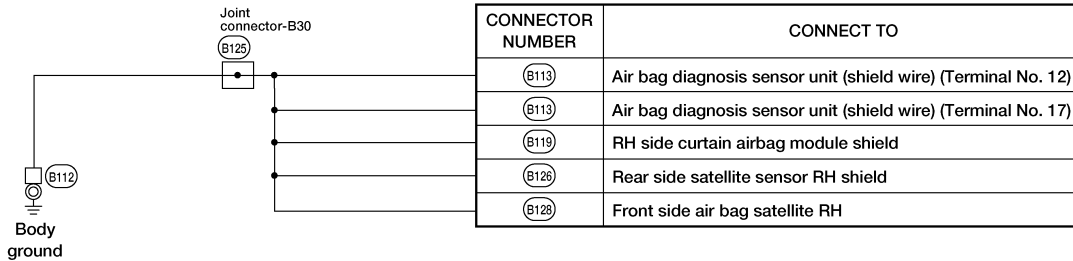 Joint
connector-B30
B125
B112
Body
ground
CONNECTOR NUMBER CONNECT TO
B113 Air bag diagnosis sensor unit (shield wire) (Terminal No. 12)
B113 Air bag diagnosis sensor unit (shield wire) (Terminal No. 17)
B119 RH side curtain airbag module shield
B126 Rear side satellite sensor RH shield
B128 Front side air bag satellite RH